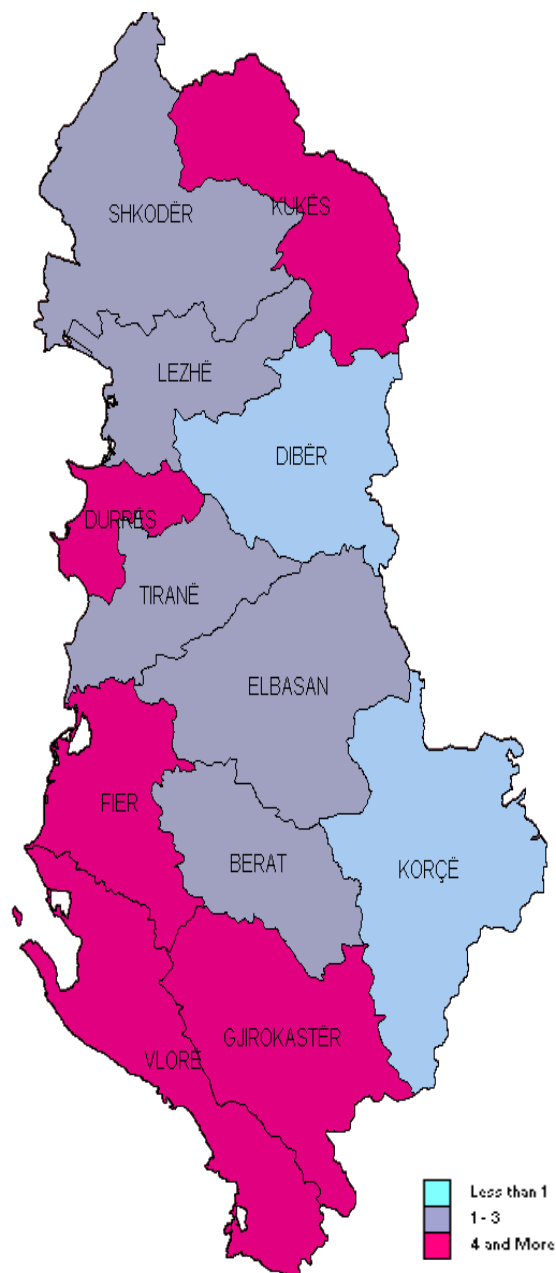 KUKËS
SHKODËR
LEZHË
DIBËR
DURRËS
TIRANË
ELBASAN
FIER
BERAT
KORÇË
GJIROKASTËR
VLORË
Less than 1
1 - 3
4 and More